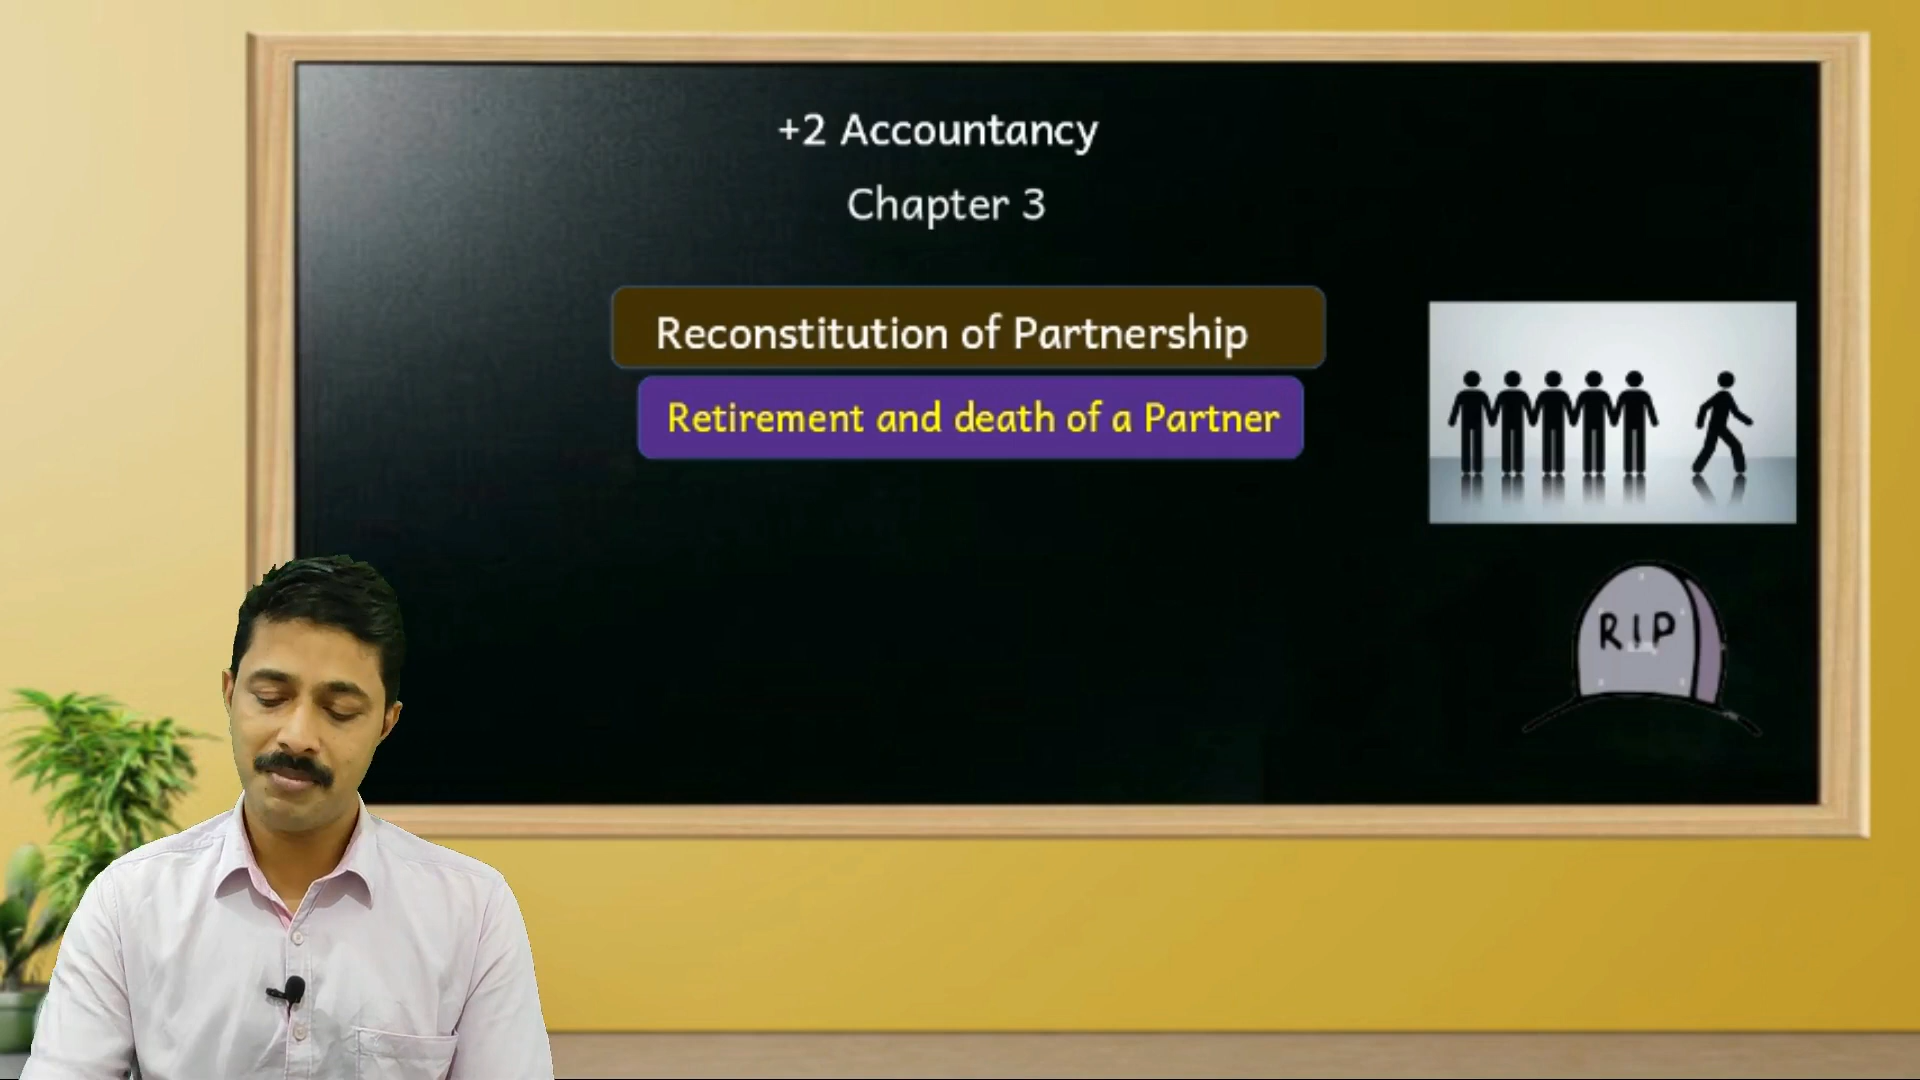 +2 Accountancy
Chapter 3
Reconstitution of Partnership
Retirement and death of a Partner
RIP